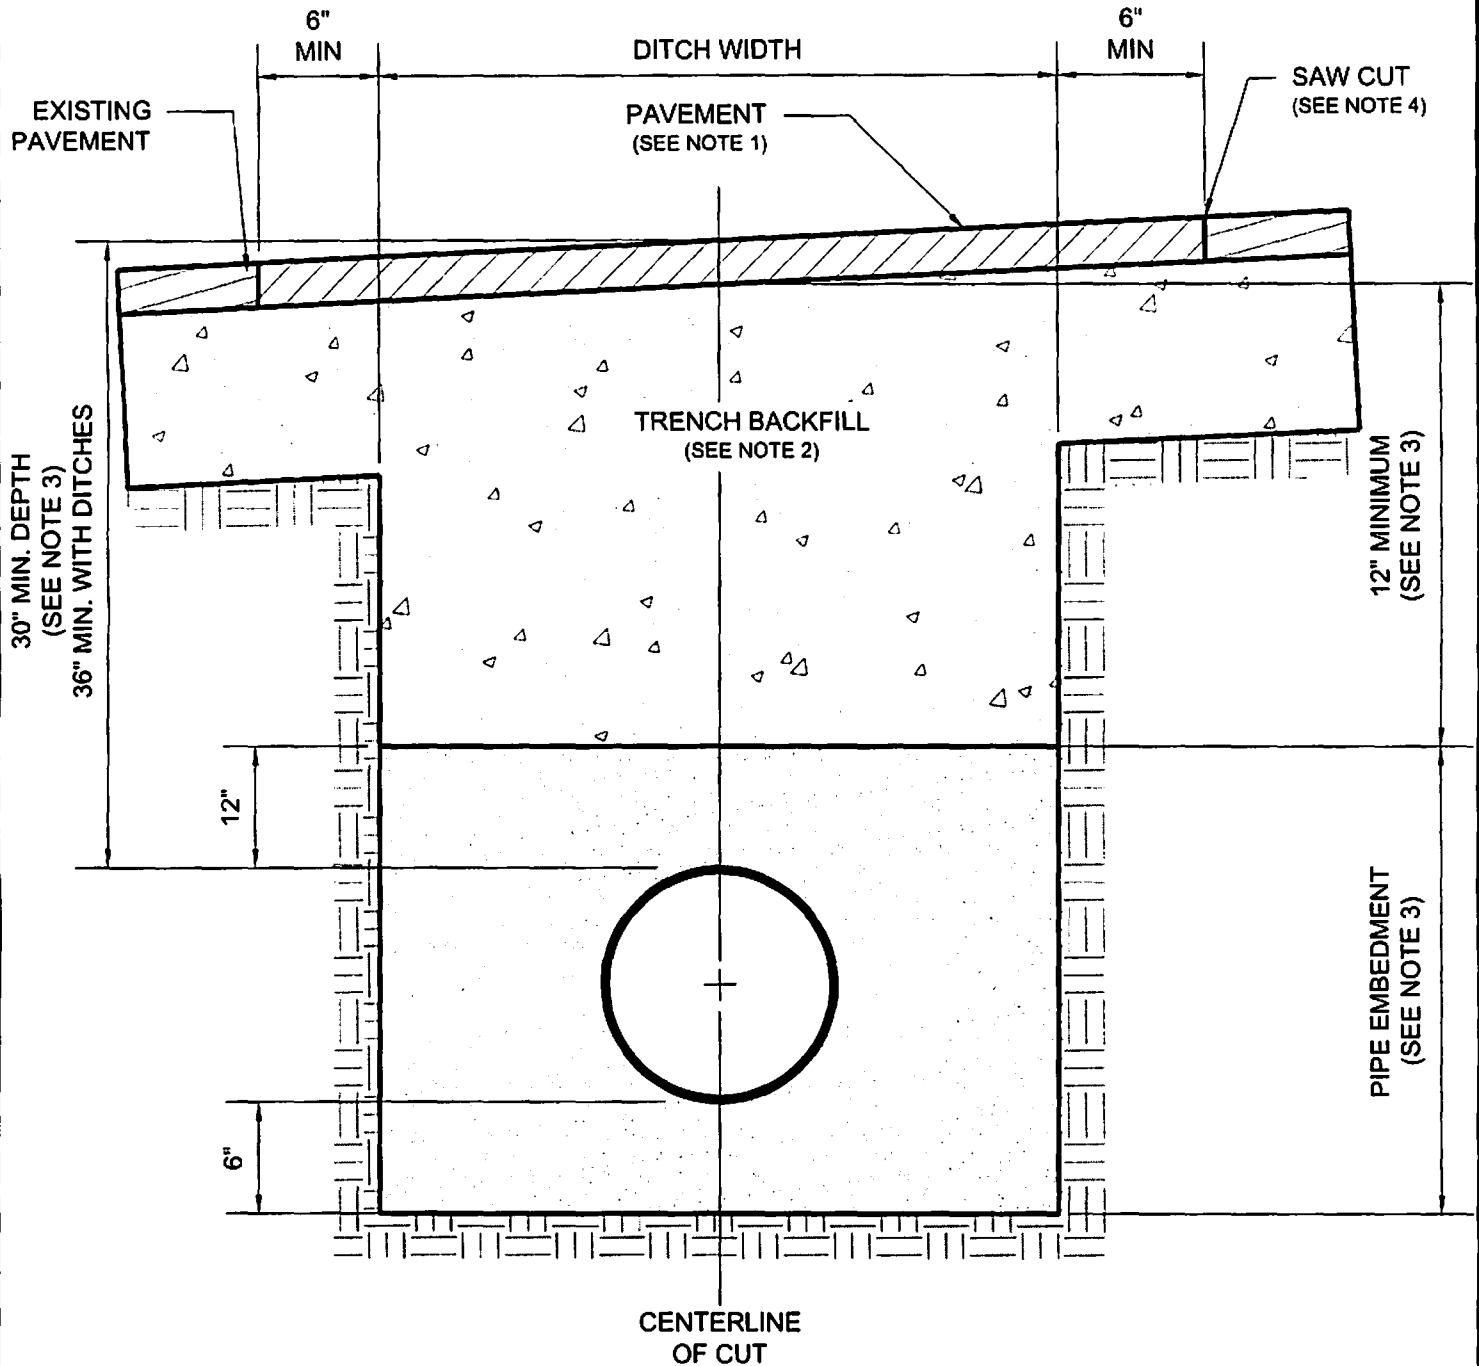 6"
MIN
DITCH WIDTH
6"
MIN
SAW CUT
(SEE NOTE 4)
EXISTING
PAVEMENT
PAVEMENT
(SEE NOTE 1)
TRENCH BACKFILL
(SEE NOTE 2)
30" MIN. DEPTH
(SEE NOTE 3)
36" MIN. WITH DITCHES
12" MINIMUM
(SEE NOTE 3)
12"
PIPE EMBEDMENT
(SEE NOTE 3)
6"
CENTERLINE
OF CUT